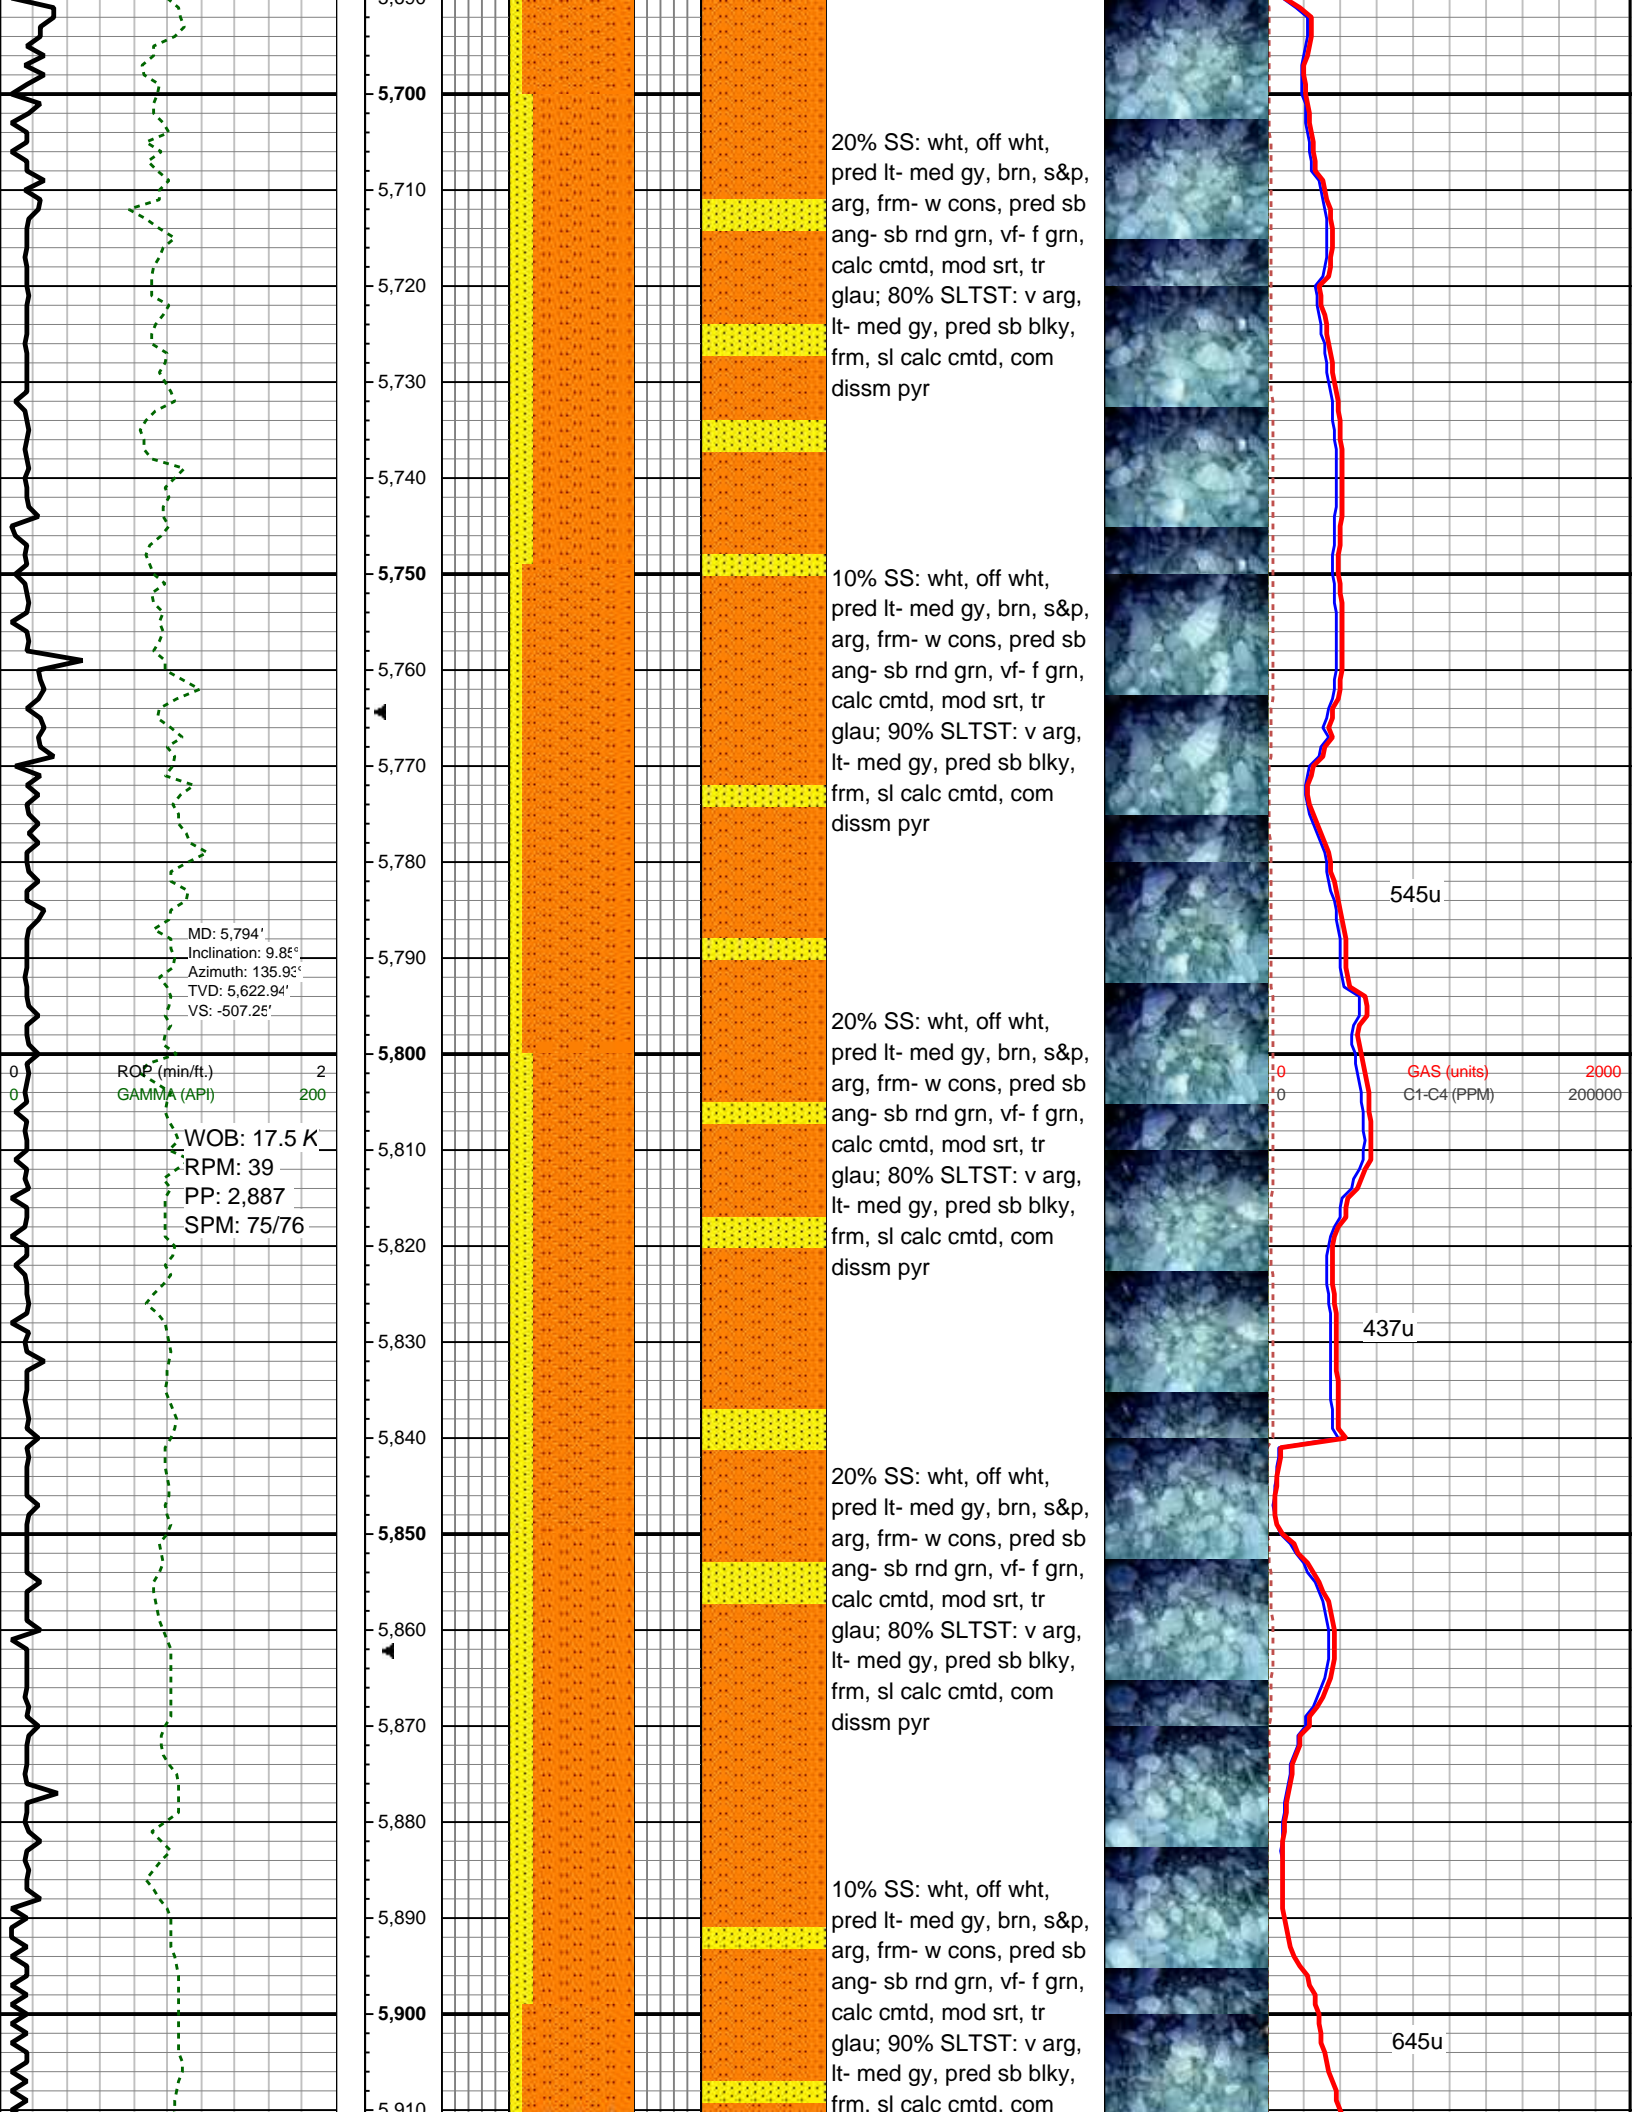 5,700
20% SS: wht, off wht,
pred lt- med gy, brn, s&p,
arg, frm- w cons, pred sb
ang- sb rnd grn, vf- f grn,
calc cmtd, mod srt, tr
glau; 80% SLTST: v arg,
lt- med gy, pred sb blky,
frm, sl calc cmtd, com
dissm pyr
5,710
5,720
5,730
5,740
5,750
10% SS: wht, off wht,
pred lt- med gy, brn, s&p,
arg, frm- w cons, pred sb
ang- sb rnd grn, vf- f grn,
calc cmtd, mod srt, tr
glau; 90% SLTST: v arg,
lt- med gy, pred sb blky,
frm, sl calc cmtd, com
dissm pyr
5,760
5,770
5,780
545u
MD: 5,794'
Inclination: 9.85°
Azimuth: 135.93°
TVD: 5,622.94'
VS: -507.25'
5,790
20% SS: wht, off wht,
pred lt- med gy, brn, s&p,
arg, frm- w cons, pred sb
ang- sb rnd grn, vf- f grn,
calc cmtd, mod srt, tr
glau; 80% SLTST: v arg,
lt- med gy, pred sb blky,
frm, sl calc cmtd, com
dissm pyr
5,800
0 ROP (min/ft.) 2
0 GAMMA (API) 200
0 GAS (units) 2000
0 C1-C4 (PPM) 200000
WOB: 17.5 K
RPM: 39
PP: 2,887
SPM: 75/76
5,810
5,820
5,830
437u
5,840
20% SS: wht, off wht,
pred lt- med gy, brn, s&p,
arg, frm- w cons, pred sb
ang- sb rnd grn, vf- f grn,
calc cmtd, mod srt, tr
glau; 80% SLTST: v arg,
lt- med gy, pred sb blky,
frm, sl calc cmtd, com
dissm pyr
5,850
5,860
5,870
5,880
5,890
10% SS: wht, off wht,
pred lt- med gy, brn, s&p,
arg, frm- w cons, pred sb
ang- sb rnd grn, vf- f grn,
calc cmtd, mod srt, tr
glau; 90% SLTST: v arg,
lt- med gy, pred sb blky,
frm, sl calc cmtd, com
5,900
645u
5,910